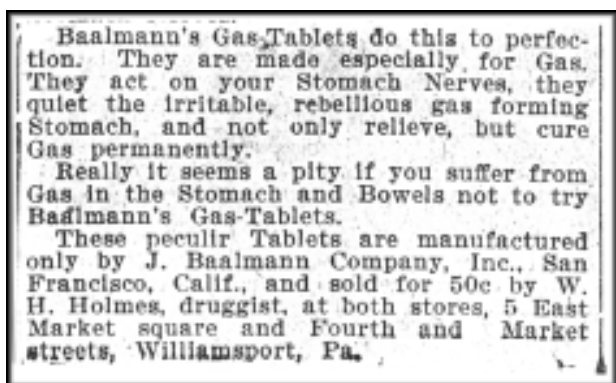 Baalmann's Gas-Tablets do this to perfec-
tion. They are made especially for Gas.
They act on your Stomach Nerves, they
quiet the irritable, rebellious gas forming
Stomach, and not only relieve, but cure
Gas permanently.
Really it seems a pity if you suffer from
Gas in the Stomach and Bowels not to try
Baalmann's Gas-Tablets.
These peculir Tablets are manufactured
only by J. Baalmann Company, Inc., San
Francisco, Calif., and sold for 50c by W.
H. Holmes, druggist, at both stores, 5 East
Market square and Fourth and Market
streets, Williamsport, Pa.